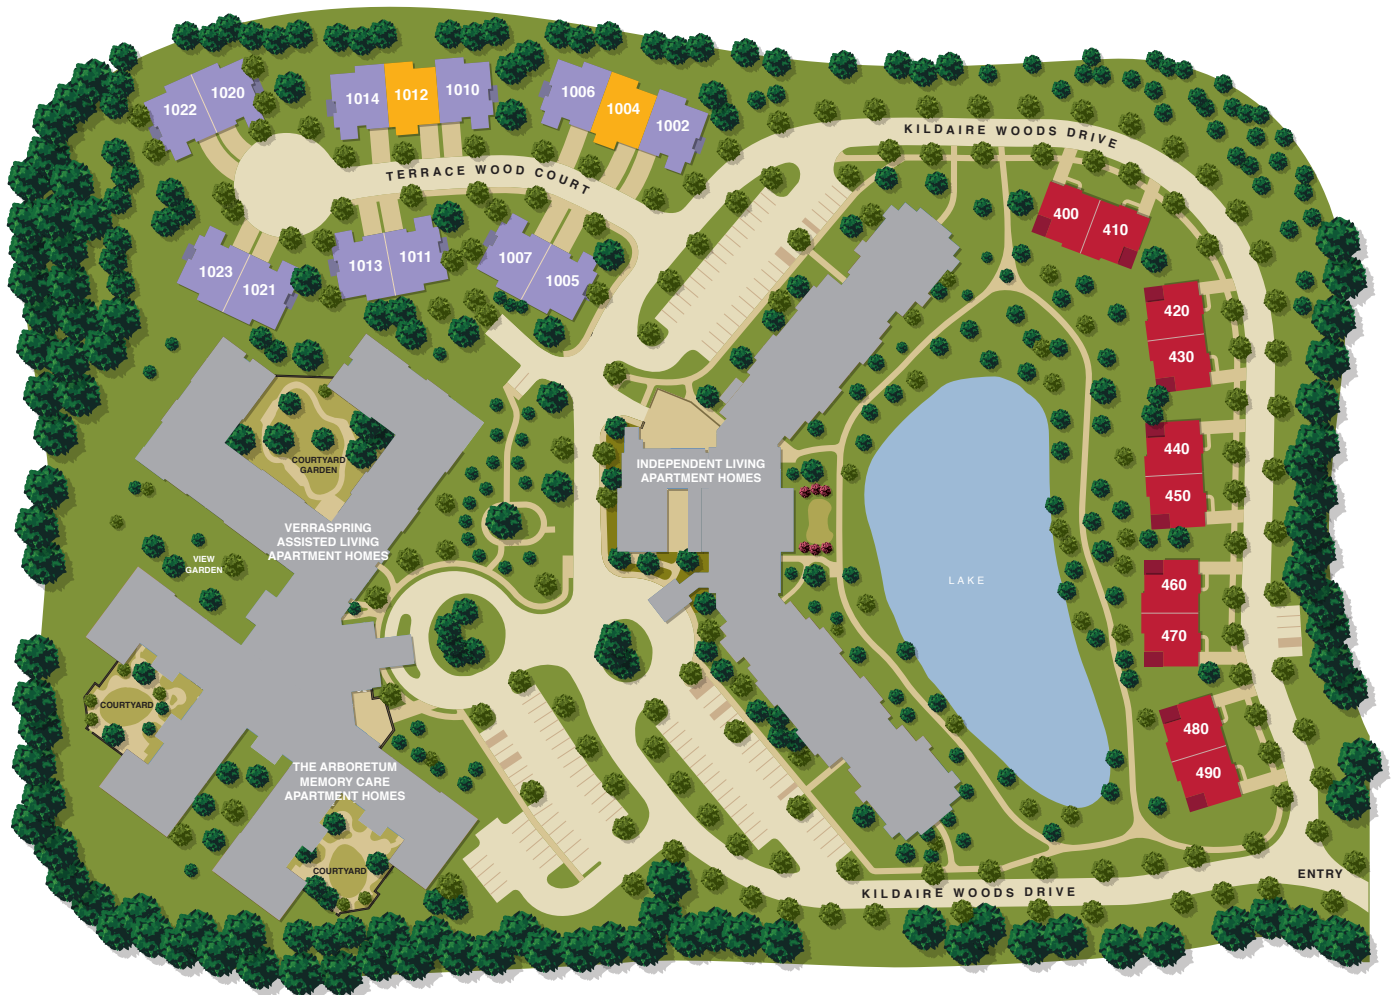 1022
1020
1014
1012
1010
1006
1004
1002
KILDAIRE WOODS DRIVE
TERRACE WOOD COURT
400
410
1023
1021
1013
1011
1007
1005
420
430
440
450
COURTYARD
GARDEN
INDEPENDENT LIVING
APARTMENT HOMES
VERRASPRING
ASSISTED LIVING
APARTMENT HOMES
VIEW
GARDEN
LAKE
460
470
COURTYARD
480
490
THE ARBORETUM
MEMORY CARE
APARTMENT HOMES
COURTYARD
KILDAIRE WOODS DRIVE
ENTRY